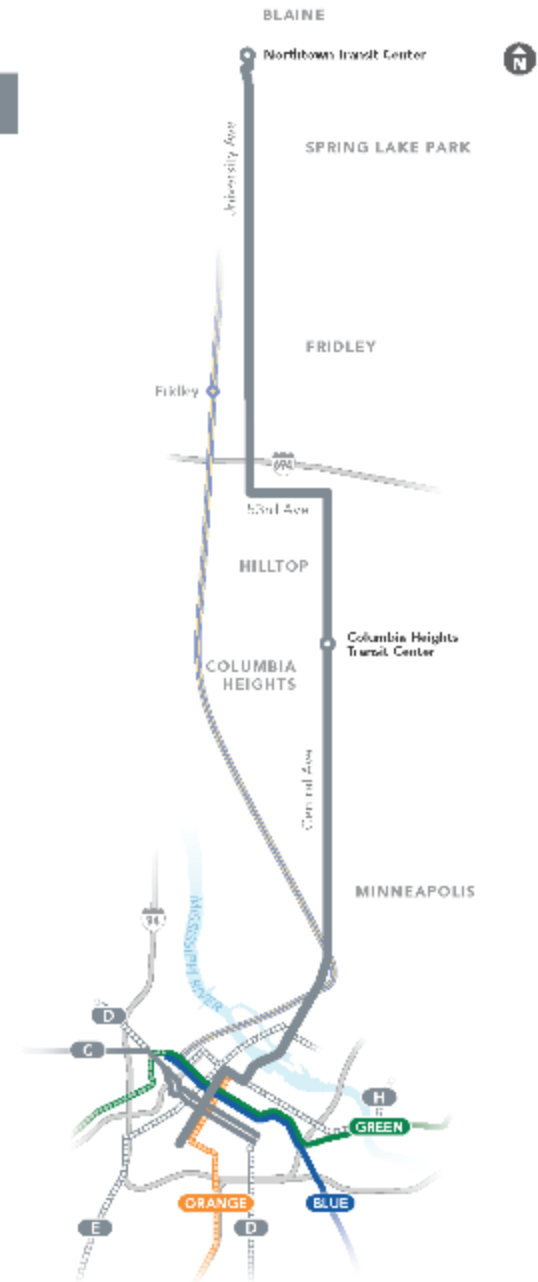 BLAINE
Northtown Transit Center
N
University Ave
SPRING LAKE PARK
FRIDLEY
Fridley
694
53rd Ave
HILLTOP
Columbia Heights
Transit Center
COLUMBIA
HEIGHTS
Central Ave
MINNEAPOLIS
94
MISSISSIPPI RIVER
D
C
H
GREEN
ORANGE
BLUE
E
D